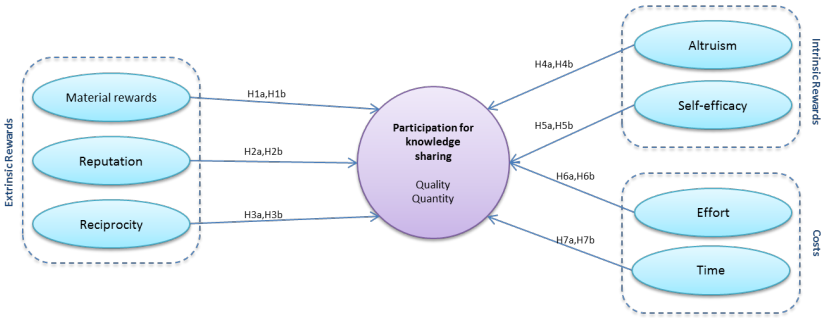 Extrinsic Rewards
Material rewards
Reputation
Reciprocity
H1a,H1b
H2a,H2b
H3a,H3b
Participation for
knowledge
sharing
Quality
Quantity
H4a,H4b
H5a,H5b
H6a,H6b
H7a,H7b
Altruism
Self-efficacy
Intrinsic Rewards
Effort
Time
Costs